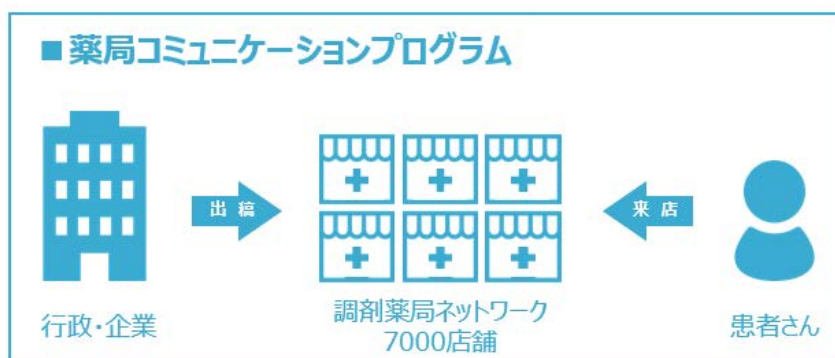 ■薬局コミュニケーションプログラム
出稿
来店
行政・企業
調剤薬局ネットワーク
7000店舗
患者さん